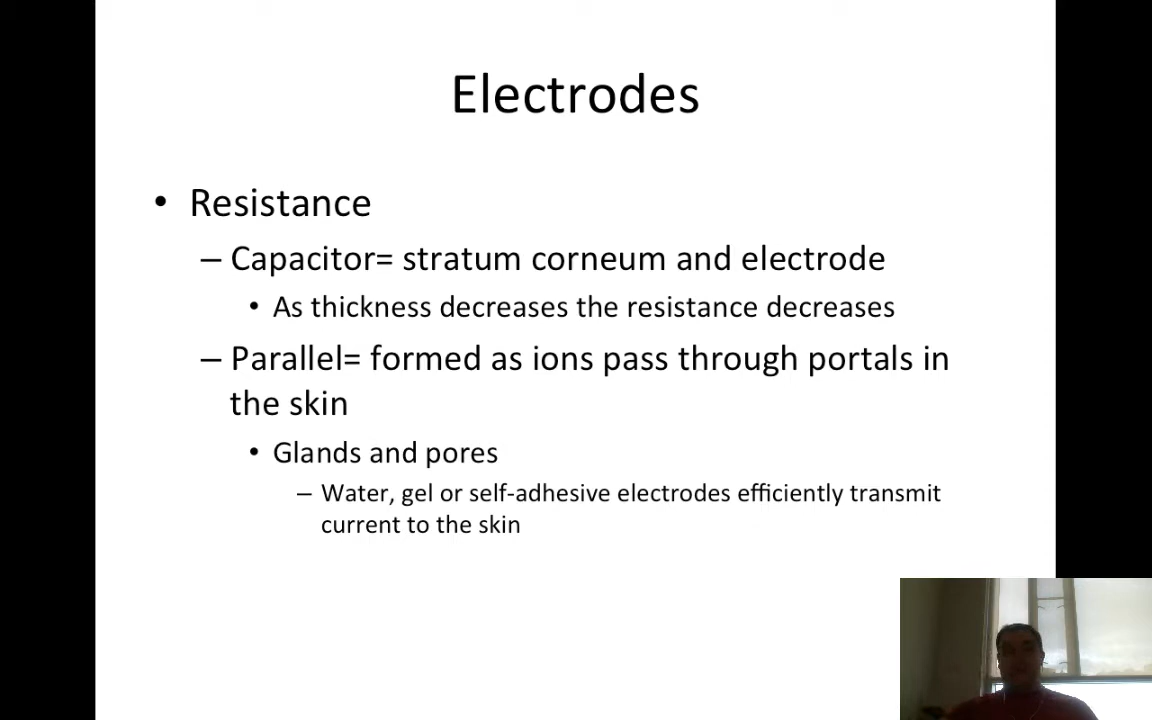 Electrodes
• Resistance
– Capacitor= stratum corneum and electrode
• As thickness decreases the resistance decreases
– Parallel= formed as ions pass through portals in
the skin
• Glands and pores
– Water, gel or self-adhesive electrodes efficiently transmit
current to the skin